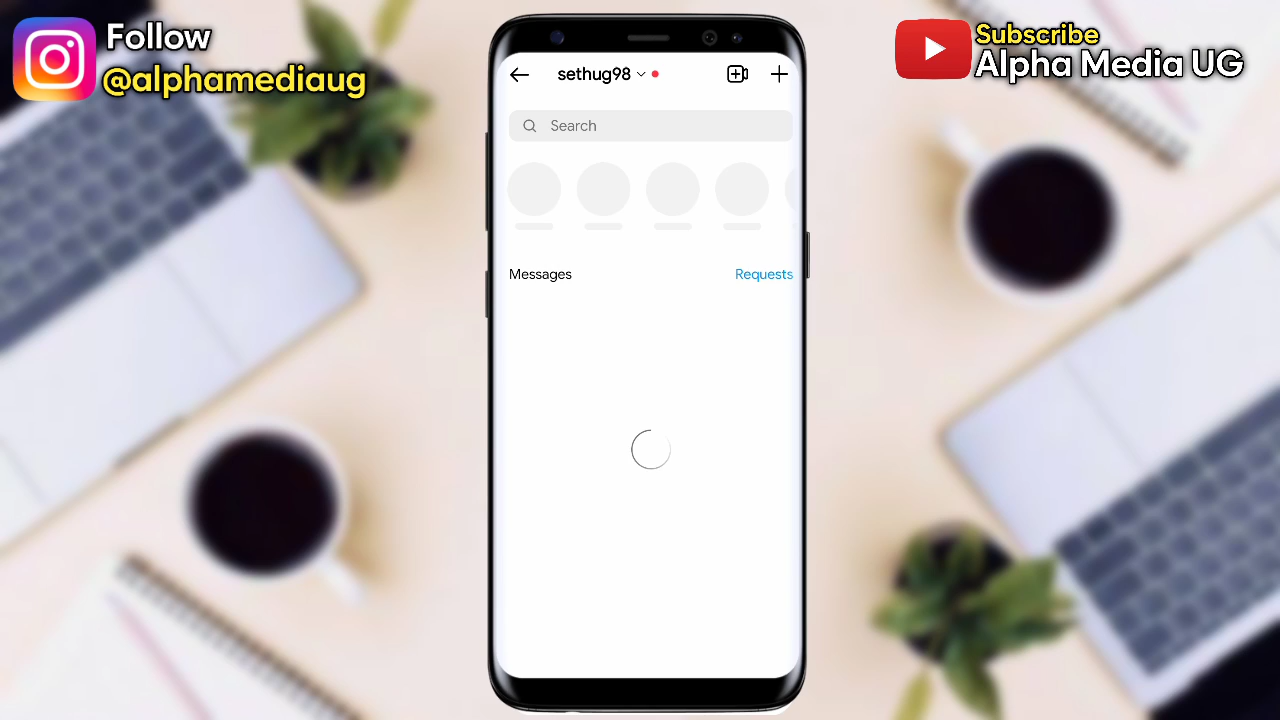 Follow
@alphamediaug
Subscribe
Alpha Media UG
sethug98
Search
Messages
Requests